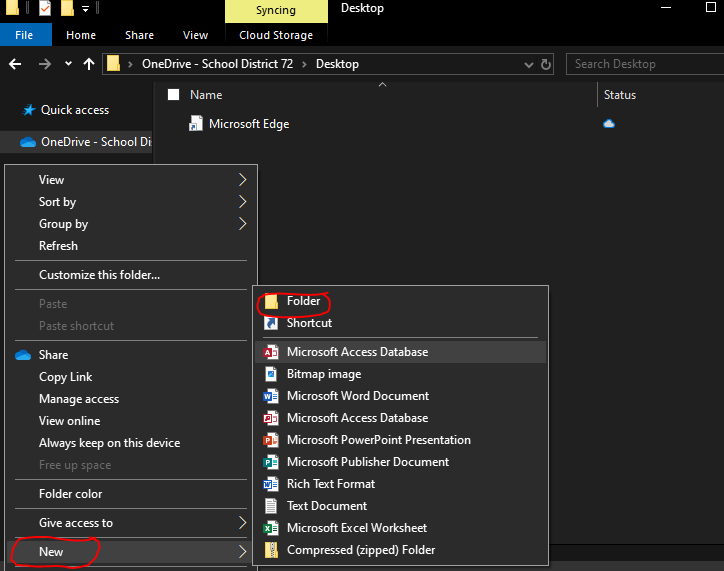 Syncing
Desktop
File
Home
Share
View
Cloud Storage
OneDrive - School District 72 > Desktop
Search Desktop
Quick access
OneDrive - School Di
Name
Status
Microsoft Edge
View
Sort by
Group by
Refresh
Customize this folder...
Paste
Paste shortcut
Share
Copy Link
Manage access
View online
Always keep on this device
Free up space
Folder color
Give access to
New
Folder
Shortcut
Microsoft Access Database
Bitmap image
Microsoft Word Document
Microsoft Access Database
Microsoft PowerPoint Presentation
Microsoft Publisher Document
Rich Text Format
Text Document
Microsoft Excel Worksheet
Compressed (zipped) Folder